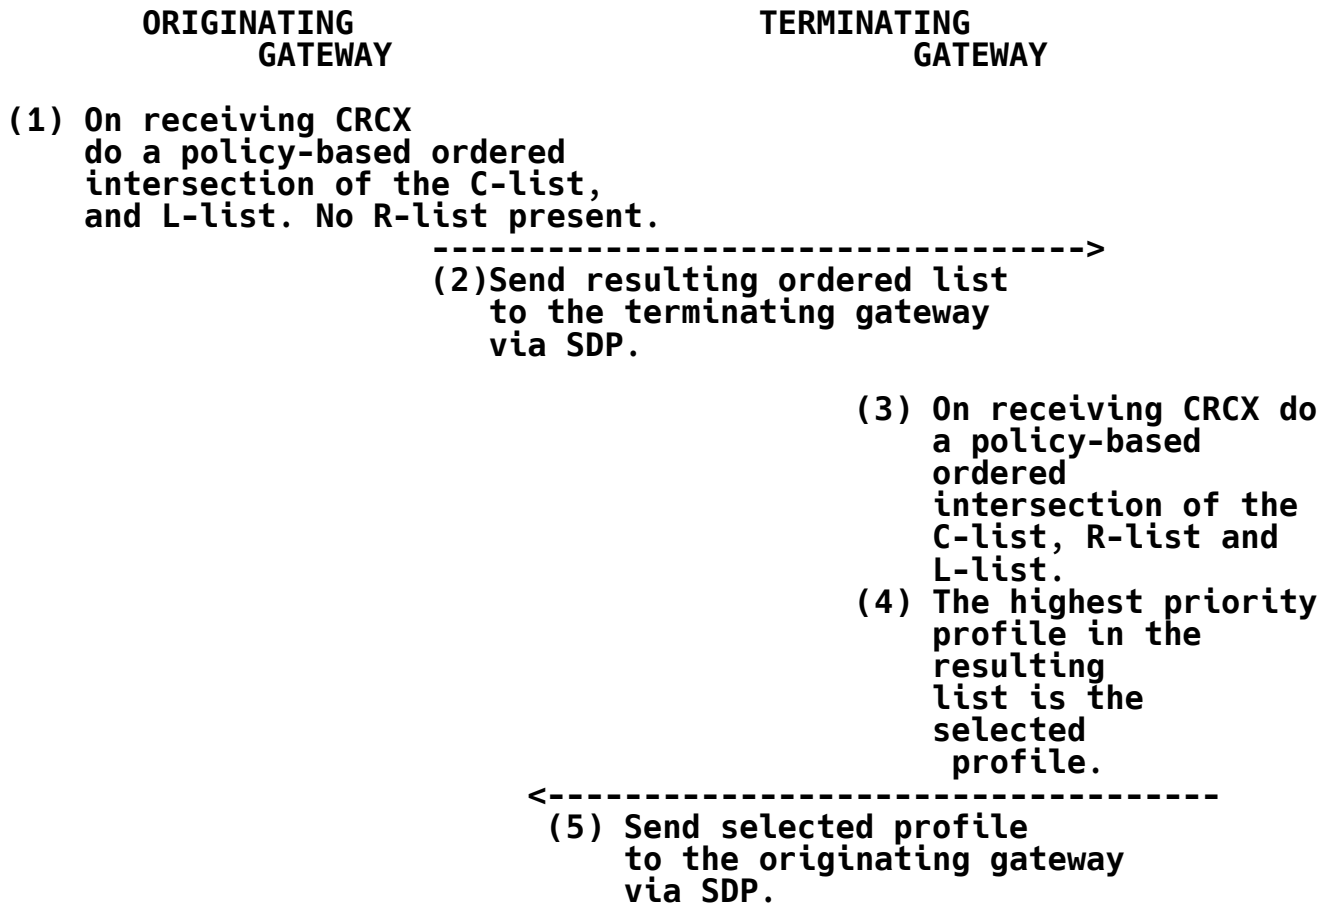 ORIGINATING TERMINATING
GATEWAY GATEWAY
(1) On receiving CRCX
do a policy-based ordered
intersection of the C-list,
and L-list. No R-list present.
---------------------------------->
(2)Send resulting ordered list
to the terminating gateway
via SDP.
(3) On receiving CRCX do
a policy-based
ordered
intersection of the
C-list, R-list and
L-list.
(4) The highest priority
profile in the
resulting
list is the
selected
profile.
<-----------------------------------
(5) Send selected profile
to the originating gateway
via SDP.